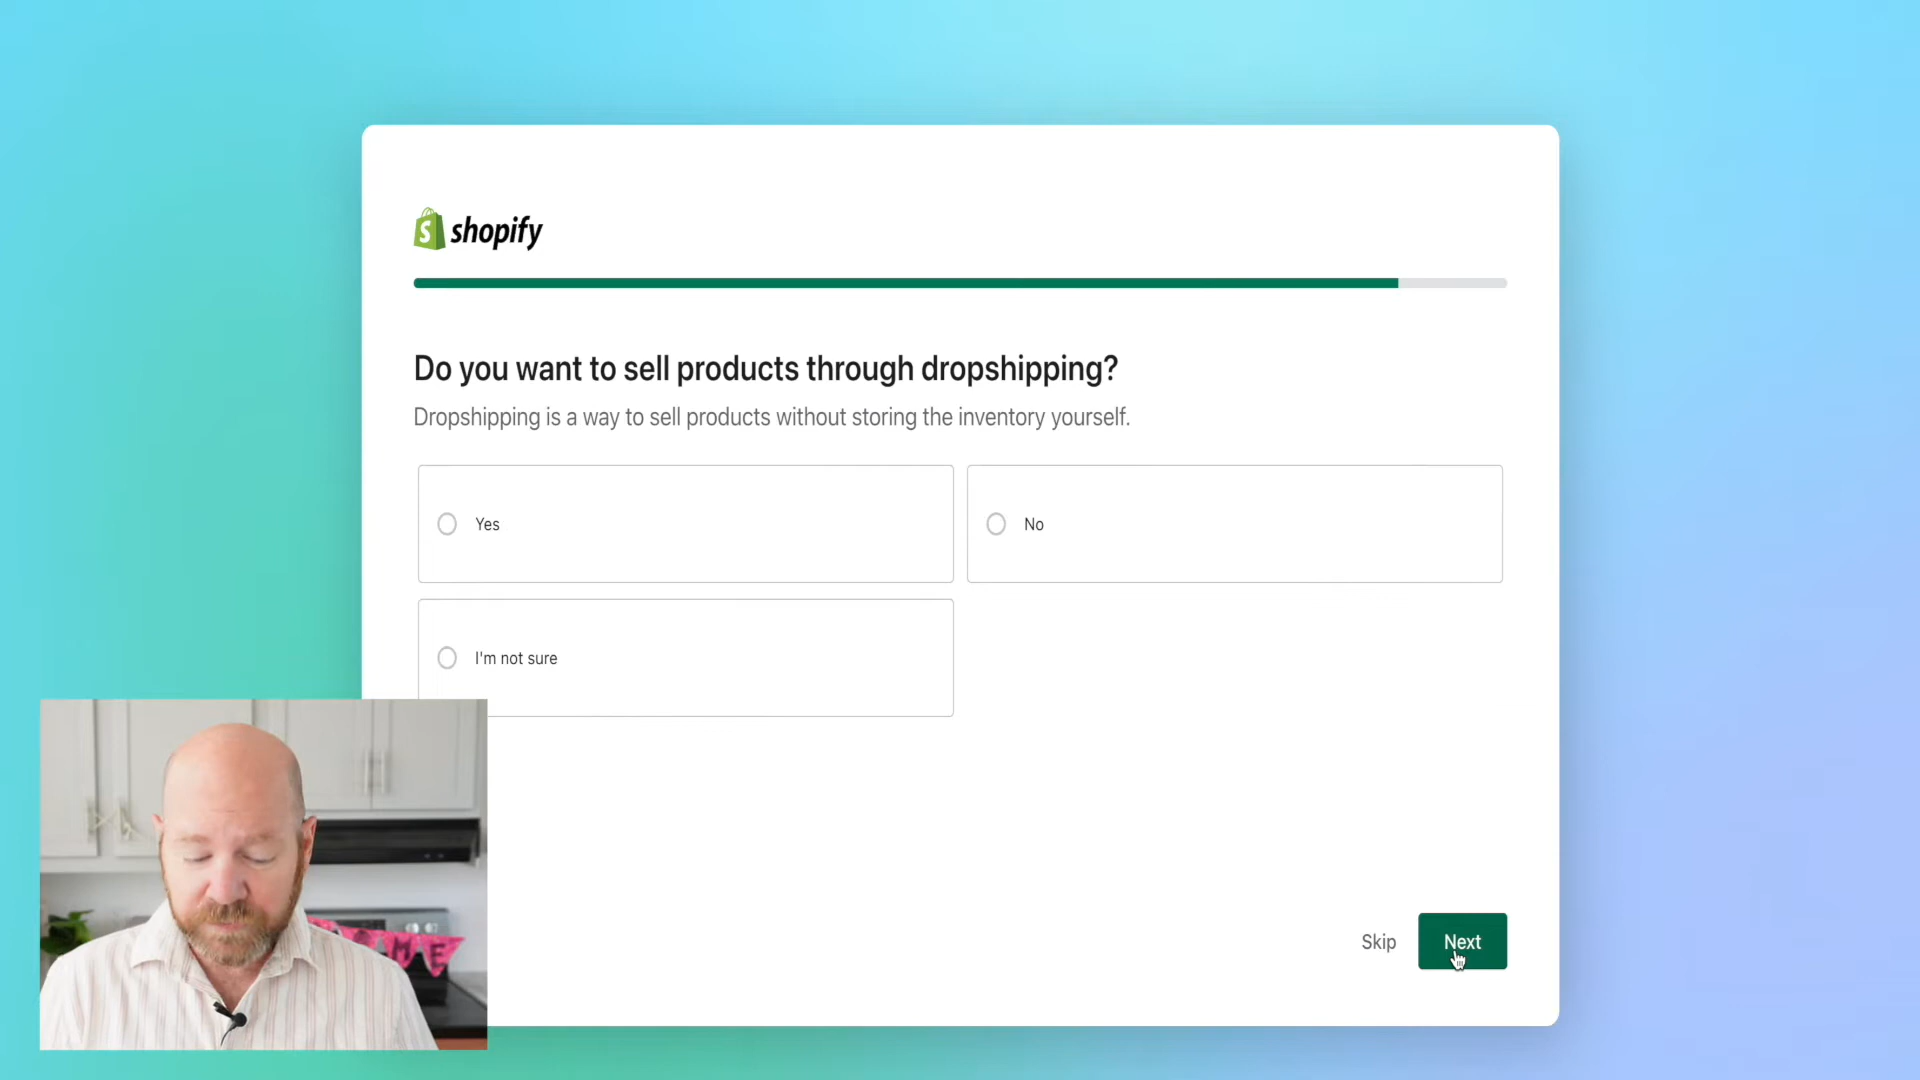 shopify
Do you want to sell products through dropshipping?
Dropshipping is a way to sell products without storing the inventory yourself.
Yes
No
I'm not sure
Skip
Next